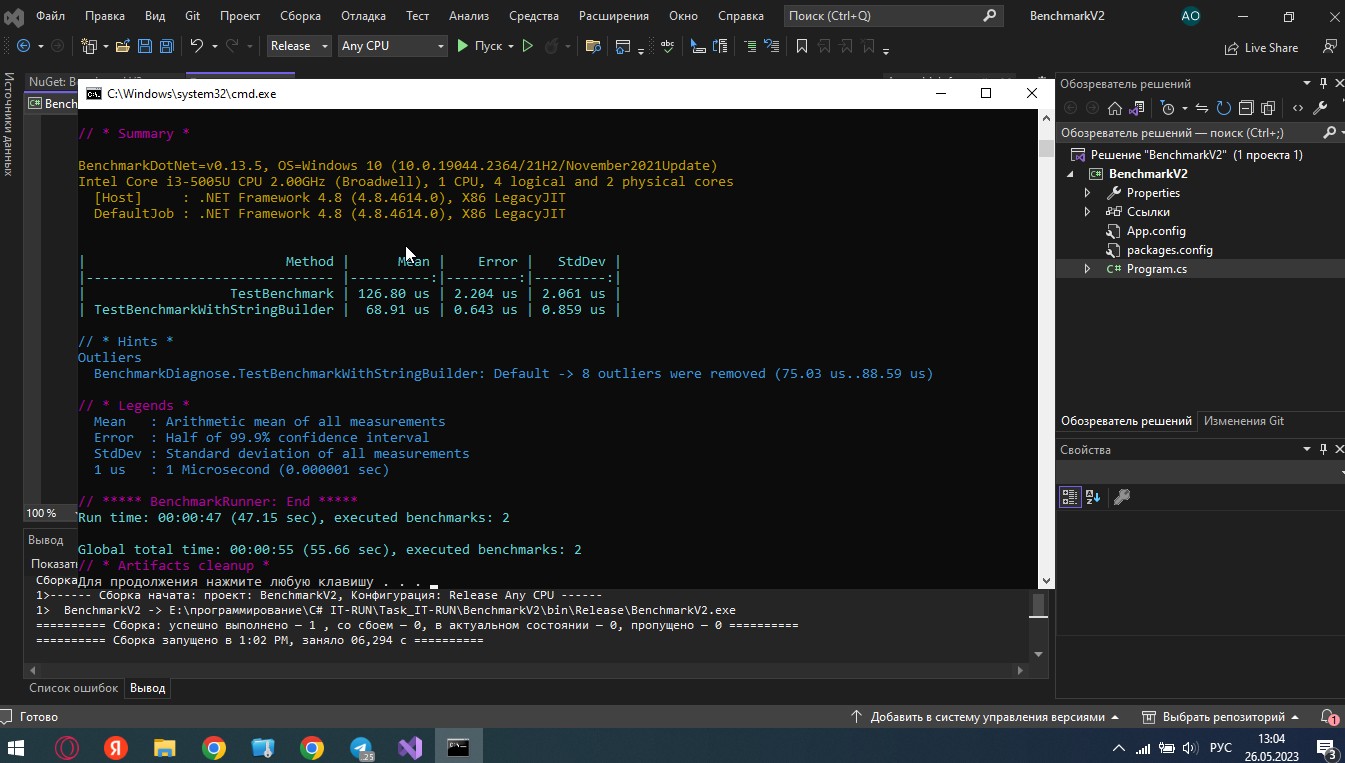 Файл Правка Вид Git Проект Сборка Отладка Тест Анализ Средства Расширения Окно Справка Поиск (Ctrl+Q) BenchmarkV2 AO
Release Any CPU Пуск Live Share
Источники данных
NuGet: B
Bench
C:\Windows\system32\cmd.exe
// * Summary *
BenchmarkDotNet=v0.13.5, OS=Windows 10 (10.0.19044.2364/21H2/November2021Update)
Intel Core i3-5005U CPU 2.00GHz (Broadwell), 1 CPU, 4 logical and 2 physical cores
[Host]     : .NET Framework 4.8 (4.8.4614.0), X86 LegacyJIT
DefaultJob : .NET Framework 4.8 (4.8.4614.0), X86 LegacyJIT
| Method | Mean | Error | StdDev |
|------------------------------- |----------:|---------:|---------:|
| TestBenchmark | 126.80 us | 2.204 us | 2.061 us |
| TestBenchmarkWithStringBuilder | 68.91 us | 0.643 us | 0.859 us |
// * Hints *
Outliers
BenchmarkDiagnose.TestBenchmarkWithStringBuilder: Default -> 8 outliers were removed (75.03 us..88.59 us)
// * Legends *
Mean   : Arithmetic mean of all measurements
Error  : Half of 99.9% confidence interval
StdDev : Standard deviation of all measurements
1 us   : 1 Microsecond (0.000001 sec)
// ***** BenchmarkRunner: End *****
Run time: 00:00:47 (47.15 sec), executed benchmarks: 2
Global total time: 00:00:55 (55.66 sec), executed benchmarks: 2
// * Artifacts cleanup *
Для продолжения нажмите любую клавишу . . .
100 %
Вывод
Показать
Сборка
1>------ Сборка начата: проект: BenchmarkV2, Конфигурация: Release Any CPU ------
1>  BenchmarkV2 -> E:\программирование\C# IT-RUN\Task_IT-RUN\BenchmarkV2\bin\Release\BenchmarkV2.exe
========== Сборка: успешно выполнено — 1 , со сбоем — 0, в актуальном состоянии — 0, пропущено — 0 ==========
========== Сборка запущено в 1:02 PM, заняло 06,294 с ==========
Список ошибок Вывод
Обозреватель решений
Обозреватель решений — поиск (Ctrl+;)
Решение "BenchmarkV2" (1 проекта 1)
C# BenchmarkV2
Properties
Ссылки
App.config
packages.config
C# Program.cs
Обозреватель решений Изменения Git
Свойства
Готово Добавить в систему управления версиями Выбрать репозиторий 1
25 РУС 13:04
26.05.2023 3